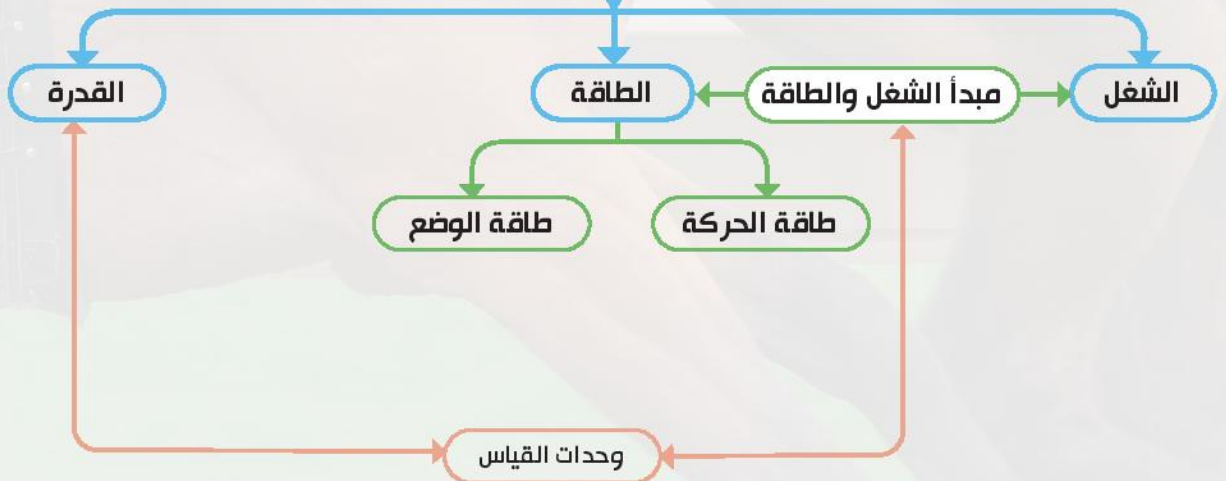 الشغل
مبدأ الشغل والطاقة
الطاقة
القدرة
طاقة الحركة
طاقة الوضع
وحدات القياس